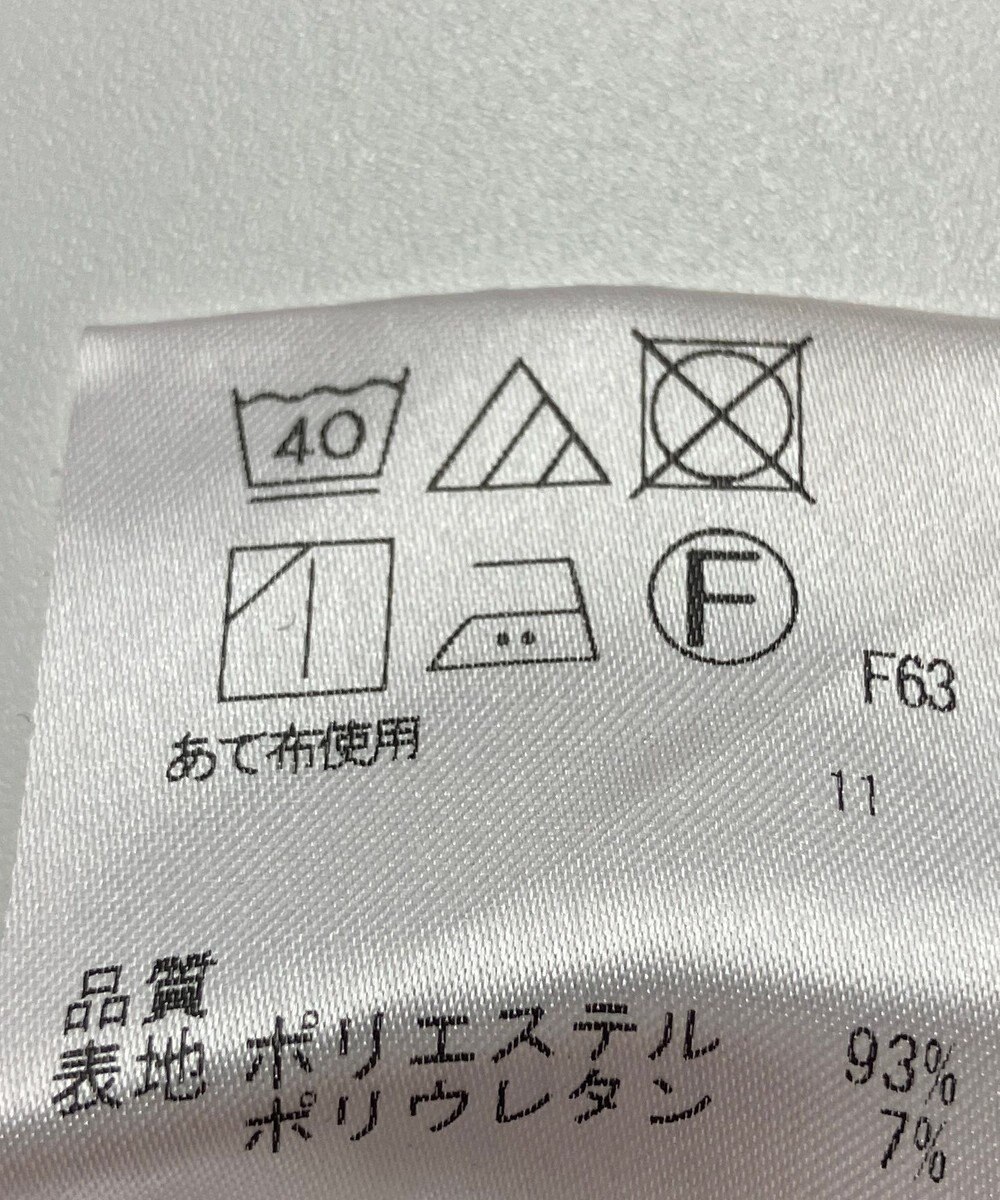 40
F
F63
あて布使用
11
品質
表地 ポリエステル 93%
ポリウレタン 7%